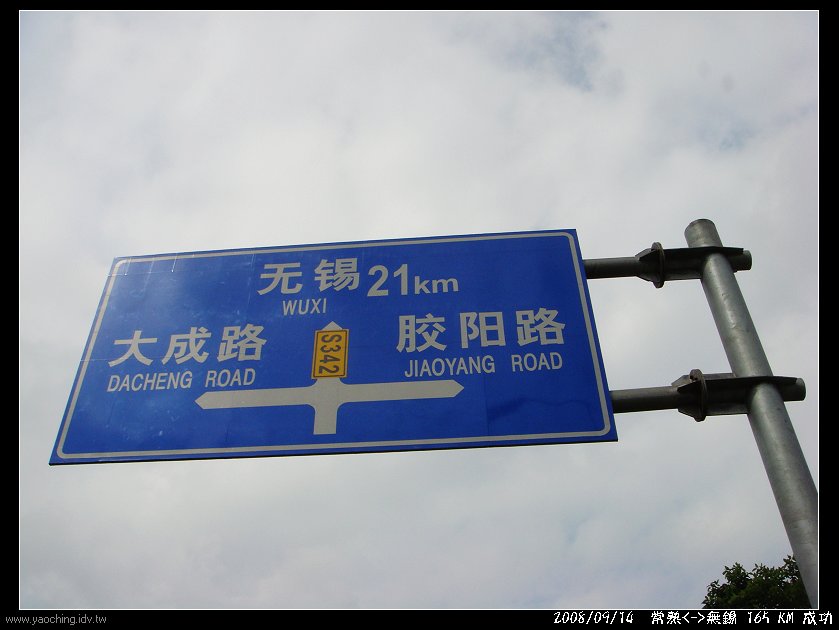 无锡 21km
WUXI
大成路
DACHENG ROAD
S342
胶阳路
JIAOYANG ROAD
www.yaoching.idv.tw
2008/09/14 常熟<->無錫 165 KM 成功